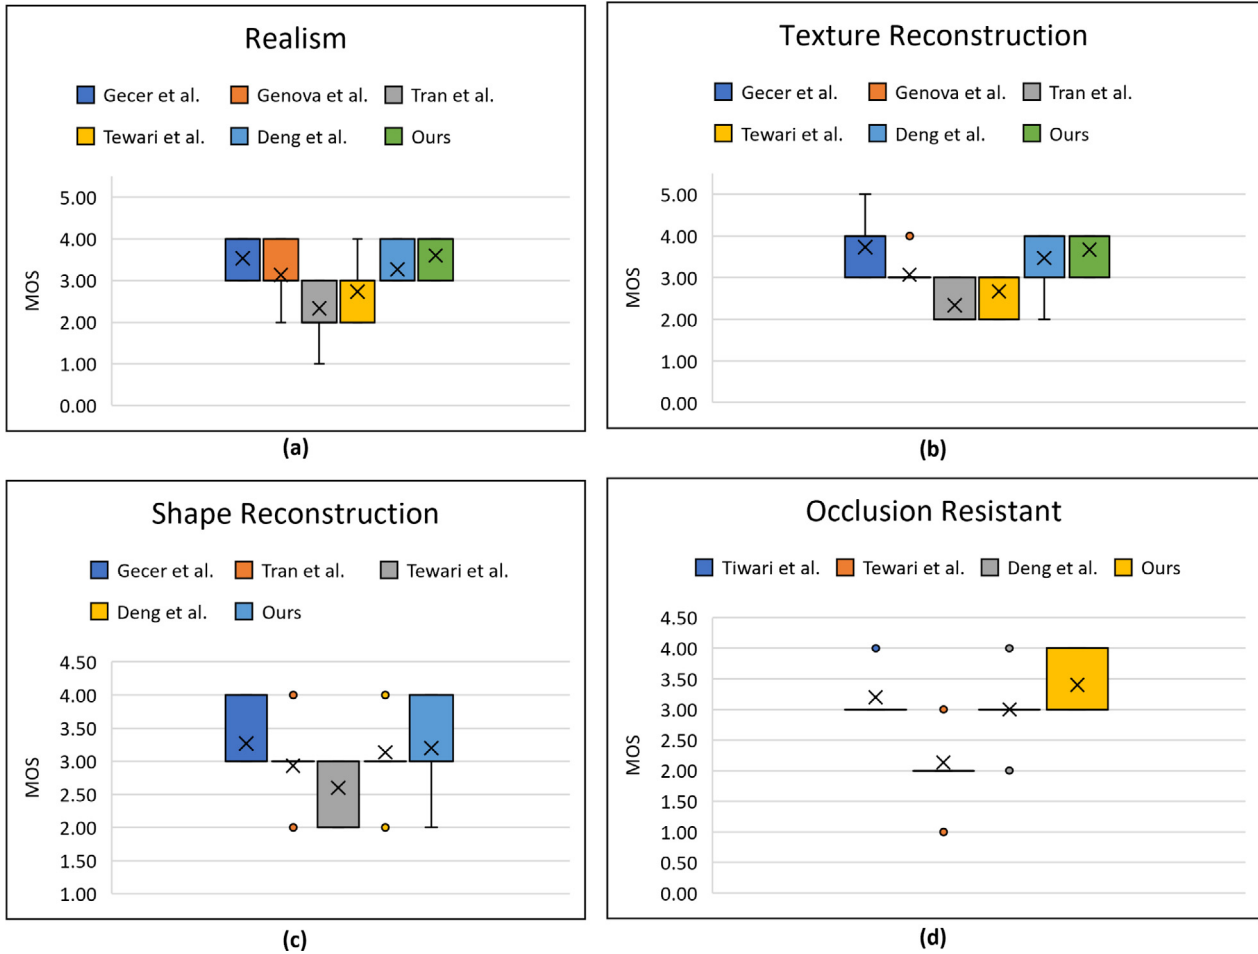 Realism
Gecer et al. Genova et al. Tran et al.
Tewari et al. Deng et al. Ours
5.00
4.00
3.00
2.00
1.00
0.00
MOS
(a)
Texture Reconstruction
Gecer et al. Genova et al. Tran et al.
Tewari et al. Deng et al. Ours
5.00
4.00
3.00
2.00
1.00
0.00
MOS
(b)
Shape Reconstruction
Gecer et al. Tran et al. Tewari et al.
Deng et al. Ours
4.50
4.00
3.50
3.00
2.50
2.00
1.50
1.00
MOS
(c)
Occlusion Resistant
Tiwari et al. Tewari et al. Deng et al. Ours
4.50
4.00
3.50
3.00
2.50
2.00
1.50
1.00
0.50
0.00
MOS
(d)